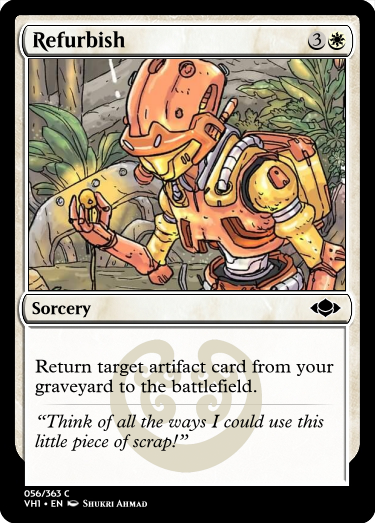 Refurbish 3
Sorcery
Return target artifact card from your
graveyard to the battlefield.
“Think of all the ways I could use this
little piece of scrap!”
056/363 C
VH1 • EN Shukri Ahmad